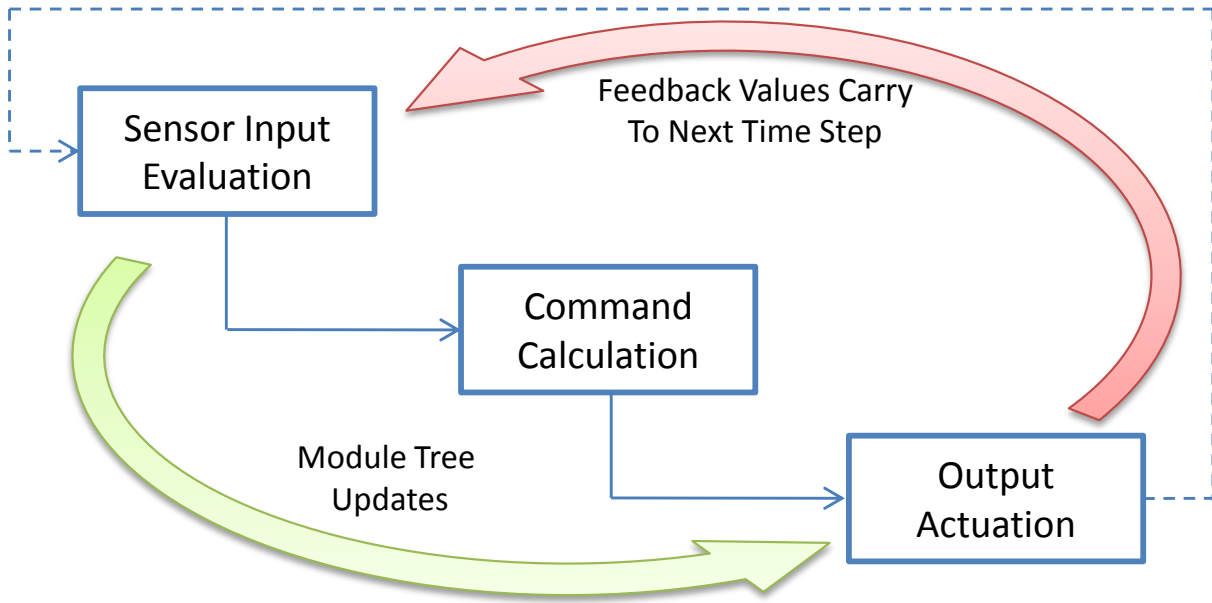 Feedback Values Carry
To Next Time Step
Sensor Input
Evaluation
Command
Calculation
Module Tree
Updates
Output
Actuation